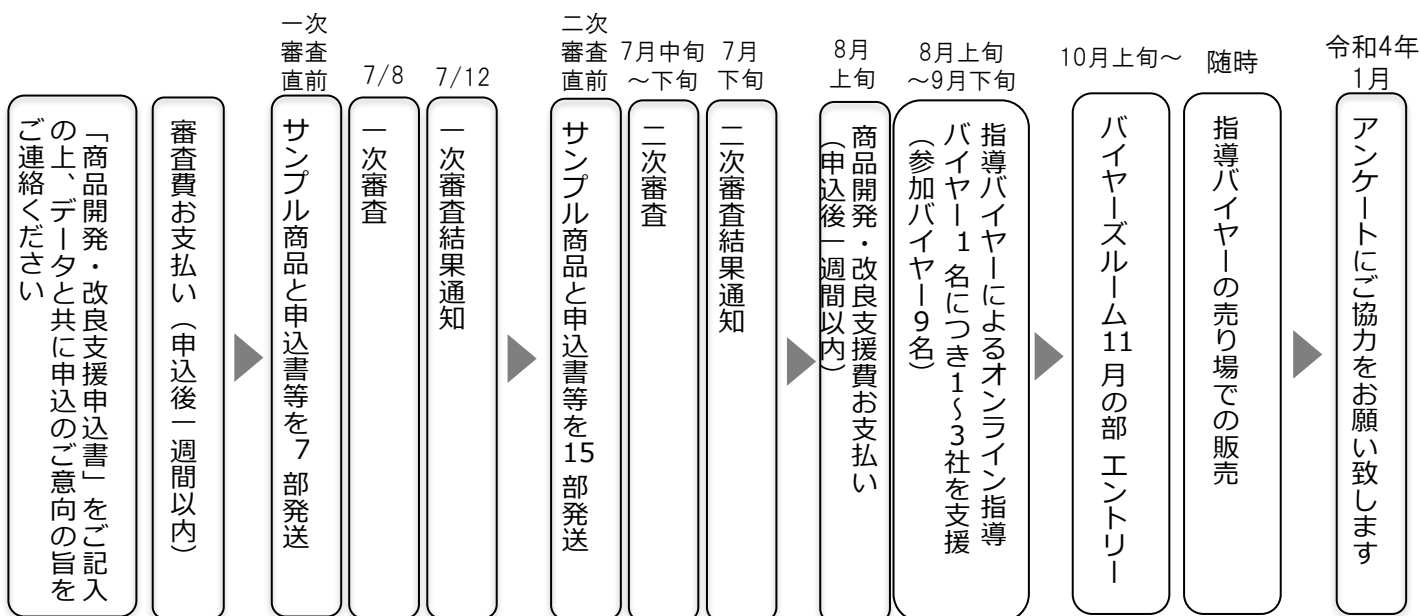 「商品開発・改良支援申込書」をご記入
の上、データと共に申込のご意向の旨を
ご連絡ください
審査費お支払い（申込後一週間以内）
一次
審査
直前
サンプル商品と申込書等を7部発送
7/8
一次審査
7/12
一次審査結果通知
二次
審査
直前
サンプル商品と申込書等を15部発送
7月中旬
～下旬
二次審査
7月
下旬
二次審査結果通知
8月
上旬
商品開発・改良支援費お支払い
（申込後一週間以内）
8月上旬
～9月下旬
指導バイヤーによるオンライン指導
バイヤー1名につき1～3社を支援
（参加バイヤー9名）
10月上旬～
バイヤーズルーム11月の部 エントリー
随時
指導バイヤーの売り場での販売
令和4年
1月
アンケートにご協力をお願い致します